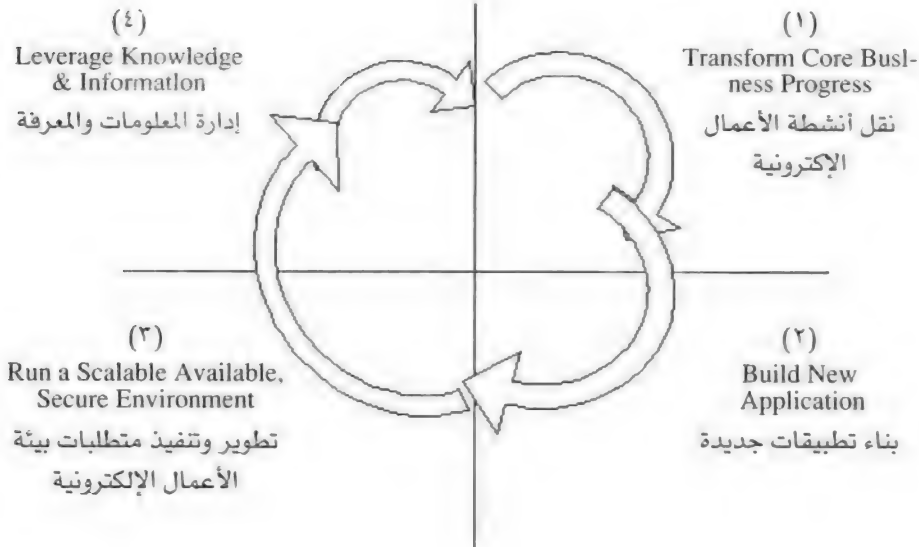 (١)
Transform Core Busi-
ness Progress
نقل أنشطة الأعمال
الإكترونية
(٢)
Build New
Application
بناء تطبيقات جديدة
(٣)
Run a Scalable Available,
Secure Environment
تطوير وتنفيذ متطلبات بيئة
الأعمال الإلكترونية
(٤)
Leverage Knowledge
& Information
إدارة المعلومات والمعرفة